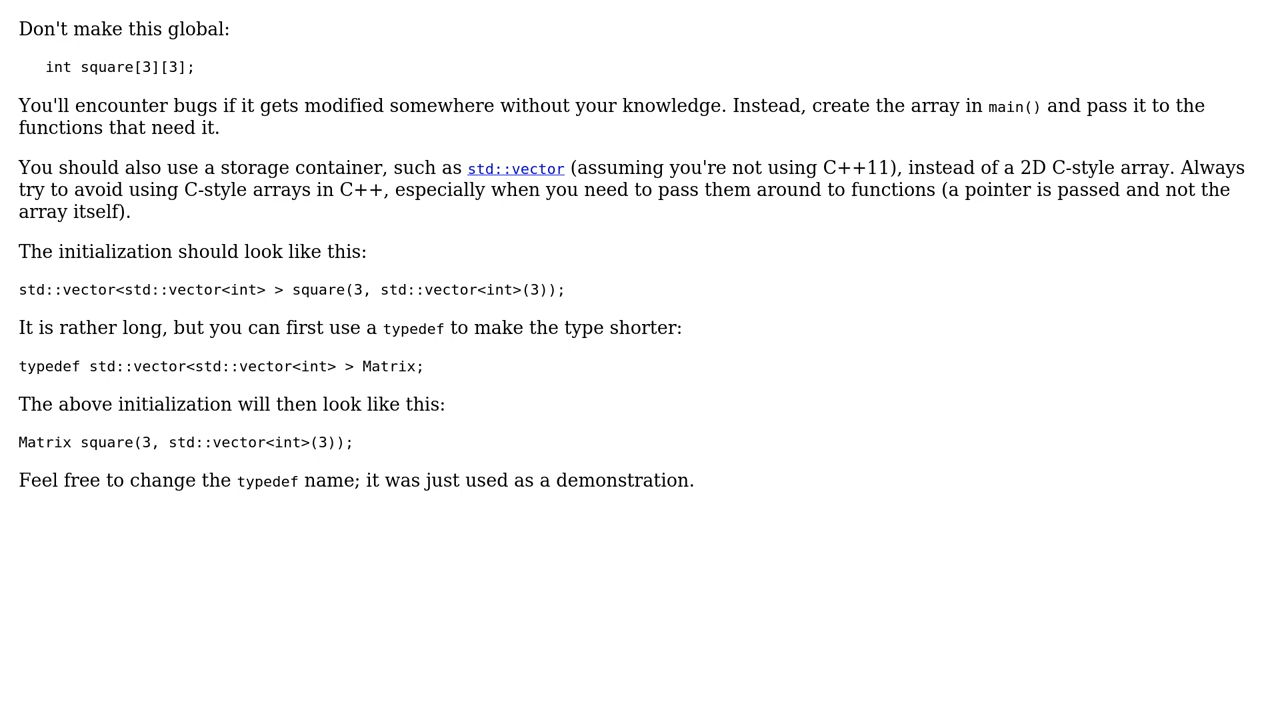 Don't make this global:
int square[3][3];
You'll encounter bugs if it gets modified somewhere without your knowledge. Instead, create the array in main() and pass it to the
functions that need it.
You should also use a storage container, such as std::vector (assuming you're not using C++11), instead of a 2D C-style array. Always
try to avoid using C-style arrays in C++, especially when you need to pass them around to functions (a pointer is passed and not the
array itself).
The initialization should look like this:
std::vector<std::vector<int> > square(3, std::vector<int>(3));
It is rather long, but you can first use a typedef to make the type shorter:
typedef std::vector<std::vector<int> > Matrix;
The above initialization will then look like this:
Matrix square(3, std::vector<int>(3));
Feel free to change the typedef name; it was just used as a demonstration.